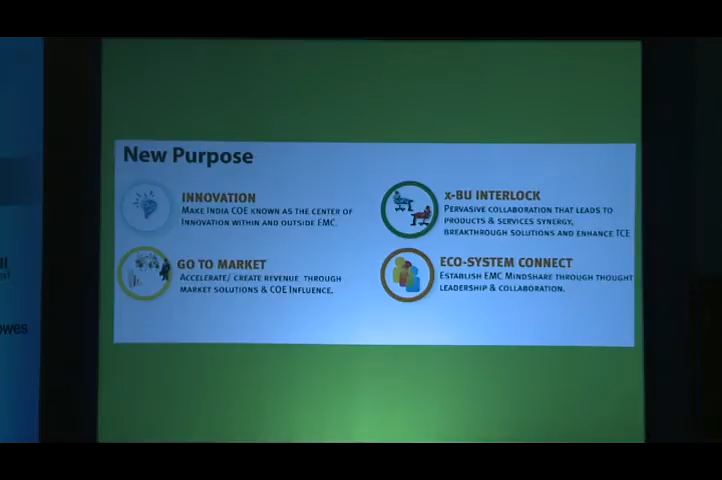 New Purpose
INNOVATION
MAKE INDIA COE KNOWN AS THE CENTER OF
INNOVATION WITHIN AND OUTSIDE EMC.
X-BU INTERLOCK
PERVASIVE COLLABORATION THAT LEADS TO
PRODUCTS & SERVICES SYNERGY,
BREAKTHROUGH SOLUTIONS AND ENHANCE TCE
GO TO MARKET
ACCELERATE/ CREATE REVENUE THROUGH
MARKET SOLUTIONS & COE INFLUENCE.
ECO-SYSTEM CONNECT
ESTABLISH EMC MINDSHARE THROUGH THOUGHT
LEADERSHIP & COLLABORATION.